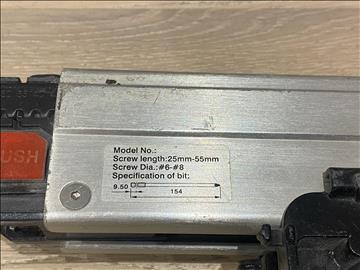 USH
Model No.:
Screw length:25mm-55mm
Screw Dia.:#6-#8
Specification of bit:
9.50
154